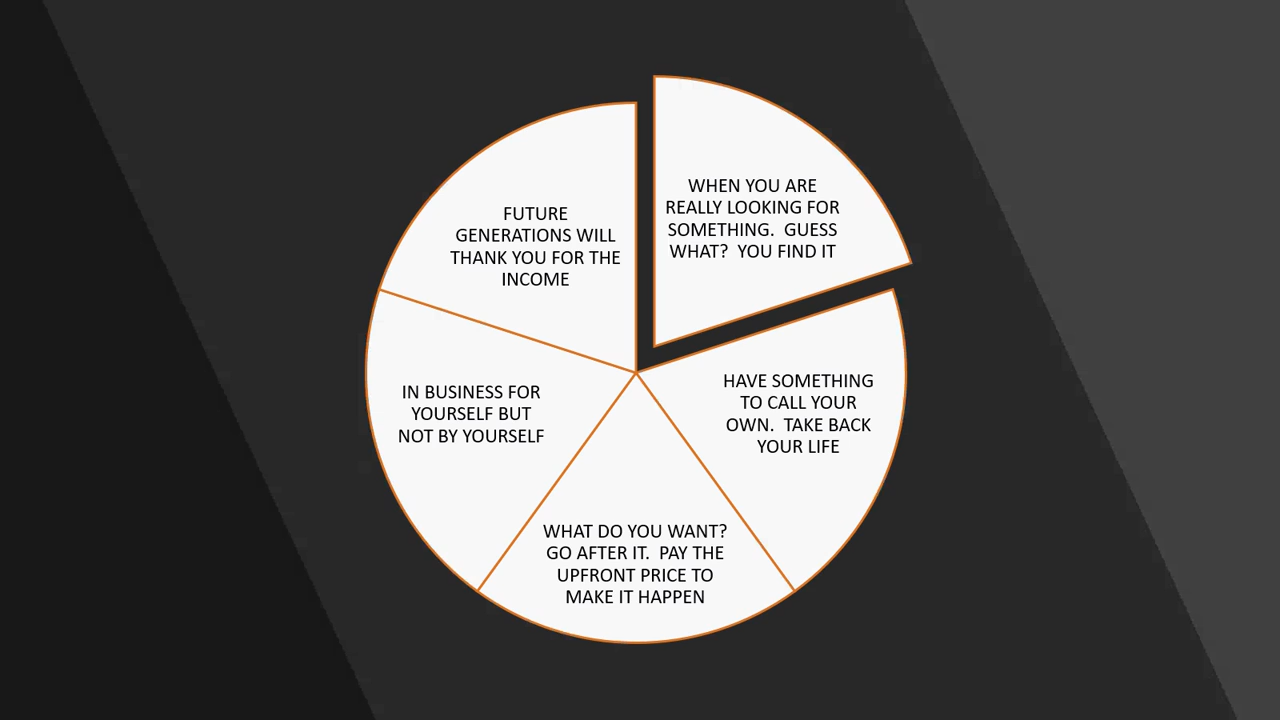 WHEN YOU ARE
REALLY LOOKING FOR
SOMETHING.  GUESS
WHAT?  YOU FIND IT
HAVE SOMETHING
TO CALL YOUR
OWN.  TAKE BACK
YOUR LIFE
WHAT DO YOU WANT?
GO AFTER IT.  PAY THE
UPFRONT PRICE TO
MAKE IT HAPPEN
IN BUSINESS FOR
YOURSELF BUT
NOT BY YOURSELF
FUTURE
GENERATIONS WILL
THANK YOU FOR THE
INCOME